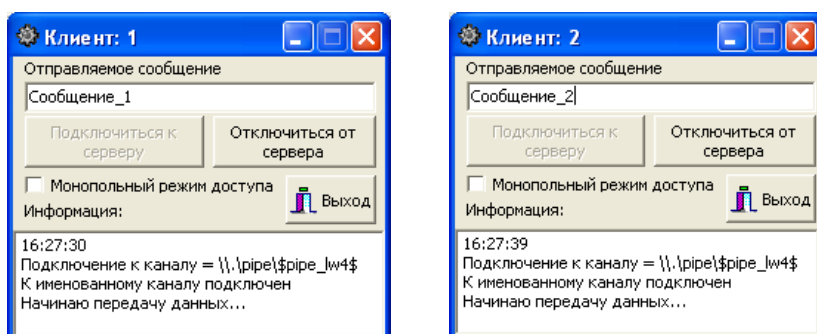 Клиент: 1
Отправляемое сообщение
Сообщение_1
Подключиться к
серверу
Отключиться от
сервера
Монопольный режим доступа
Выход
Информация:
16:27:30
Подключение к каналу = \\.\pipe\$pipe_lw4$
К именованному каналу подключен
Начинаю передачу данных...
Клиент: 2
Отправляемое сообщение
Сообщение_2
Подключиться к
серверу
Отключиться от
сервера
Монопольный режим доступа
Выход
Информация:
16:27:39
Подключение к каналу = \\.\pipe\$pipe_lw4$
К именованному каналу подключен
Начинаю передачу данных...